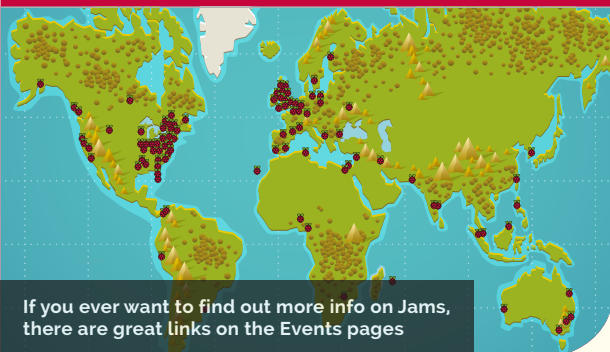 If you ever want to find out more info on Jams,
there are great links on the Events pages